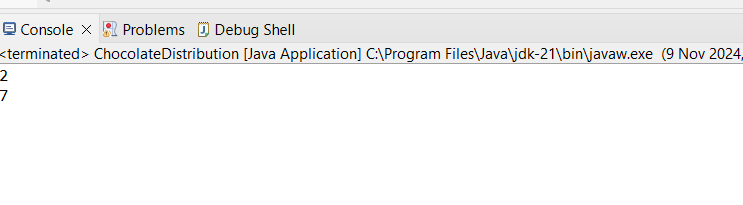 Console Problems Debug Shell
<terminated> ChocolateDistribution [Java Application] C:\Program Files\Java\jdk-21\bin\javaw.exe (9 Nov 2024,
2
7